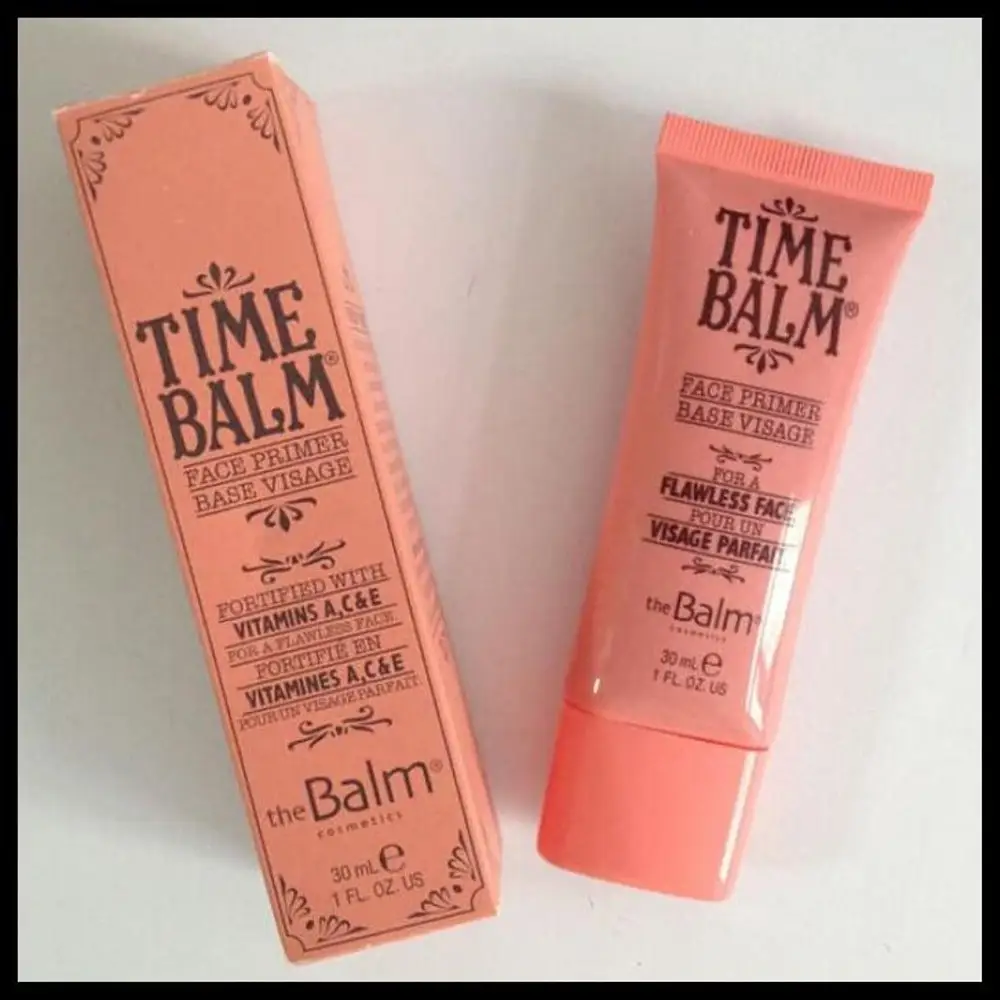 TIME
BALM®
FACE PRIMER
BASE VISAGE
FORTIFIED WITH
VITAMINS A,C&E
FOR A FLAWLESS FACE.
FORTIFIE EN
VITAMINES A,C&E
POUR UN VISAGE PARFAIT.
theBalm®
cosmetics
30 mL e
1 FL. OZ. US
TIME
BALM®
FACE PRIMER
BASE VISAGE
FOR A
FLAWLESS FACE
POUR UN
VISAGE PARFAIT
theBalm®
cosmetics
30 mL e
1 FL. OZ. US